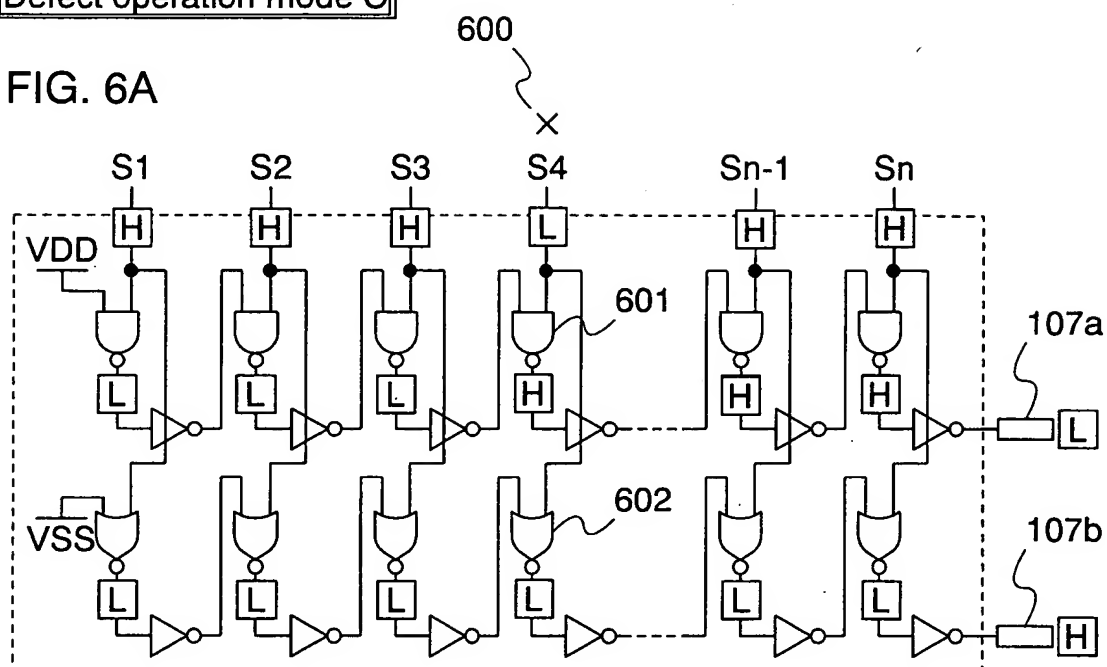 Defect operation mode C
600
FIG. 6A
S1 S2 S3 S4 Sn-1 Sn
H H H L H H
VDD
601
107a
L L L H H H
L
602
VSS
107b
L L L L L L
H